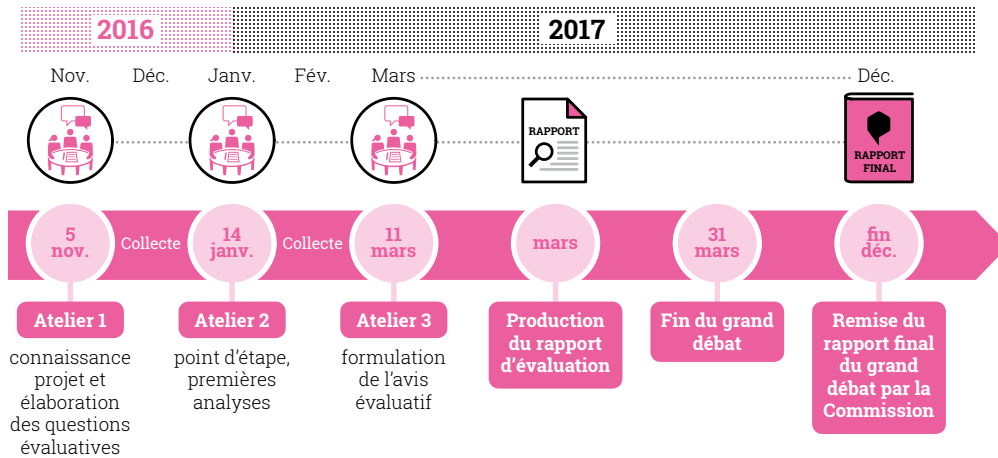 2016
2017
Nov.
Déc.
Janv.
Fév.
Mars
Déc.
RAPPORT
RAPPORT
FINAL
5
nov.
Collecte
14
janv.
Collecte
11
mars
mars
31
mars
fin
déc.
Atelier 1
connaissance
projet et
élaboration
des questions
évaluatives
Atelier 2
point d’étape,
premières
analyses
Atelier 3
formulation
de l’avis
évaluatif
Production
du rapport
d’évaluation
Fin du grand
débat
Remise du
rapport final
du grand
débat par la
Commission